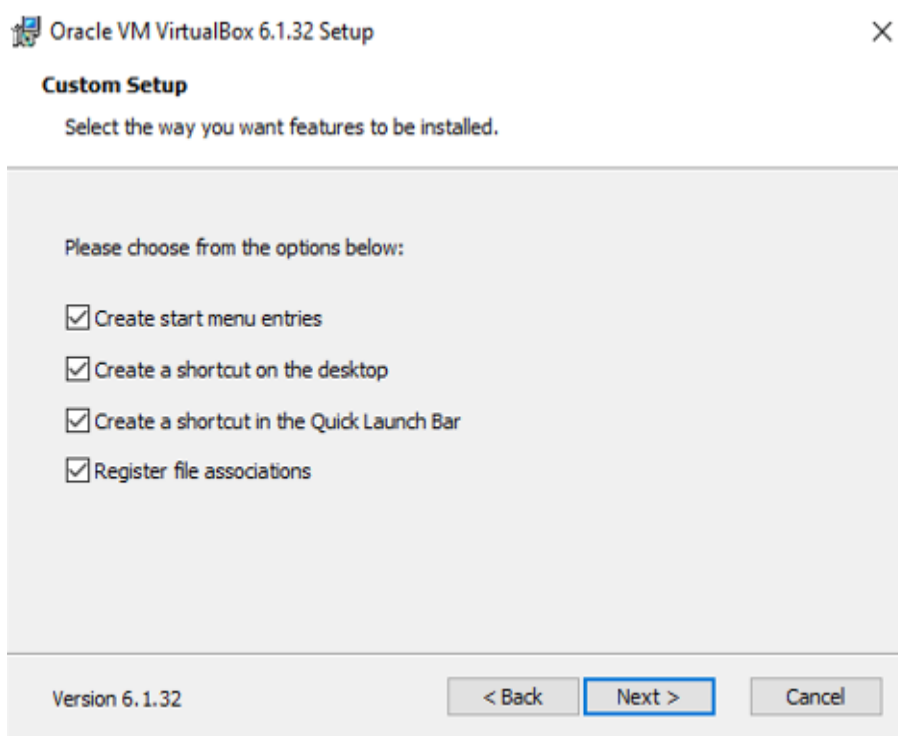 Oracle VM VirtualBox 6.1.32 Setup
Custom Setup
Select the way you want features to be installed.
Please choose from the options below:
Create start menu entries
Create a shortcut on the desktop
Create a shortcut in the Quick Launch Bar
Register file associations
Version 6.1.32
< Back
Next >
Cancel